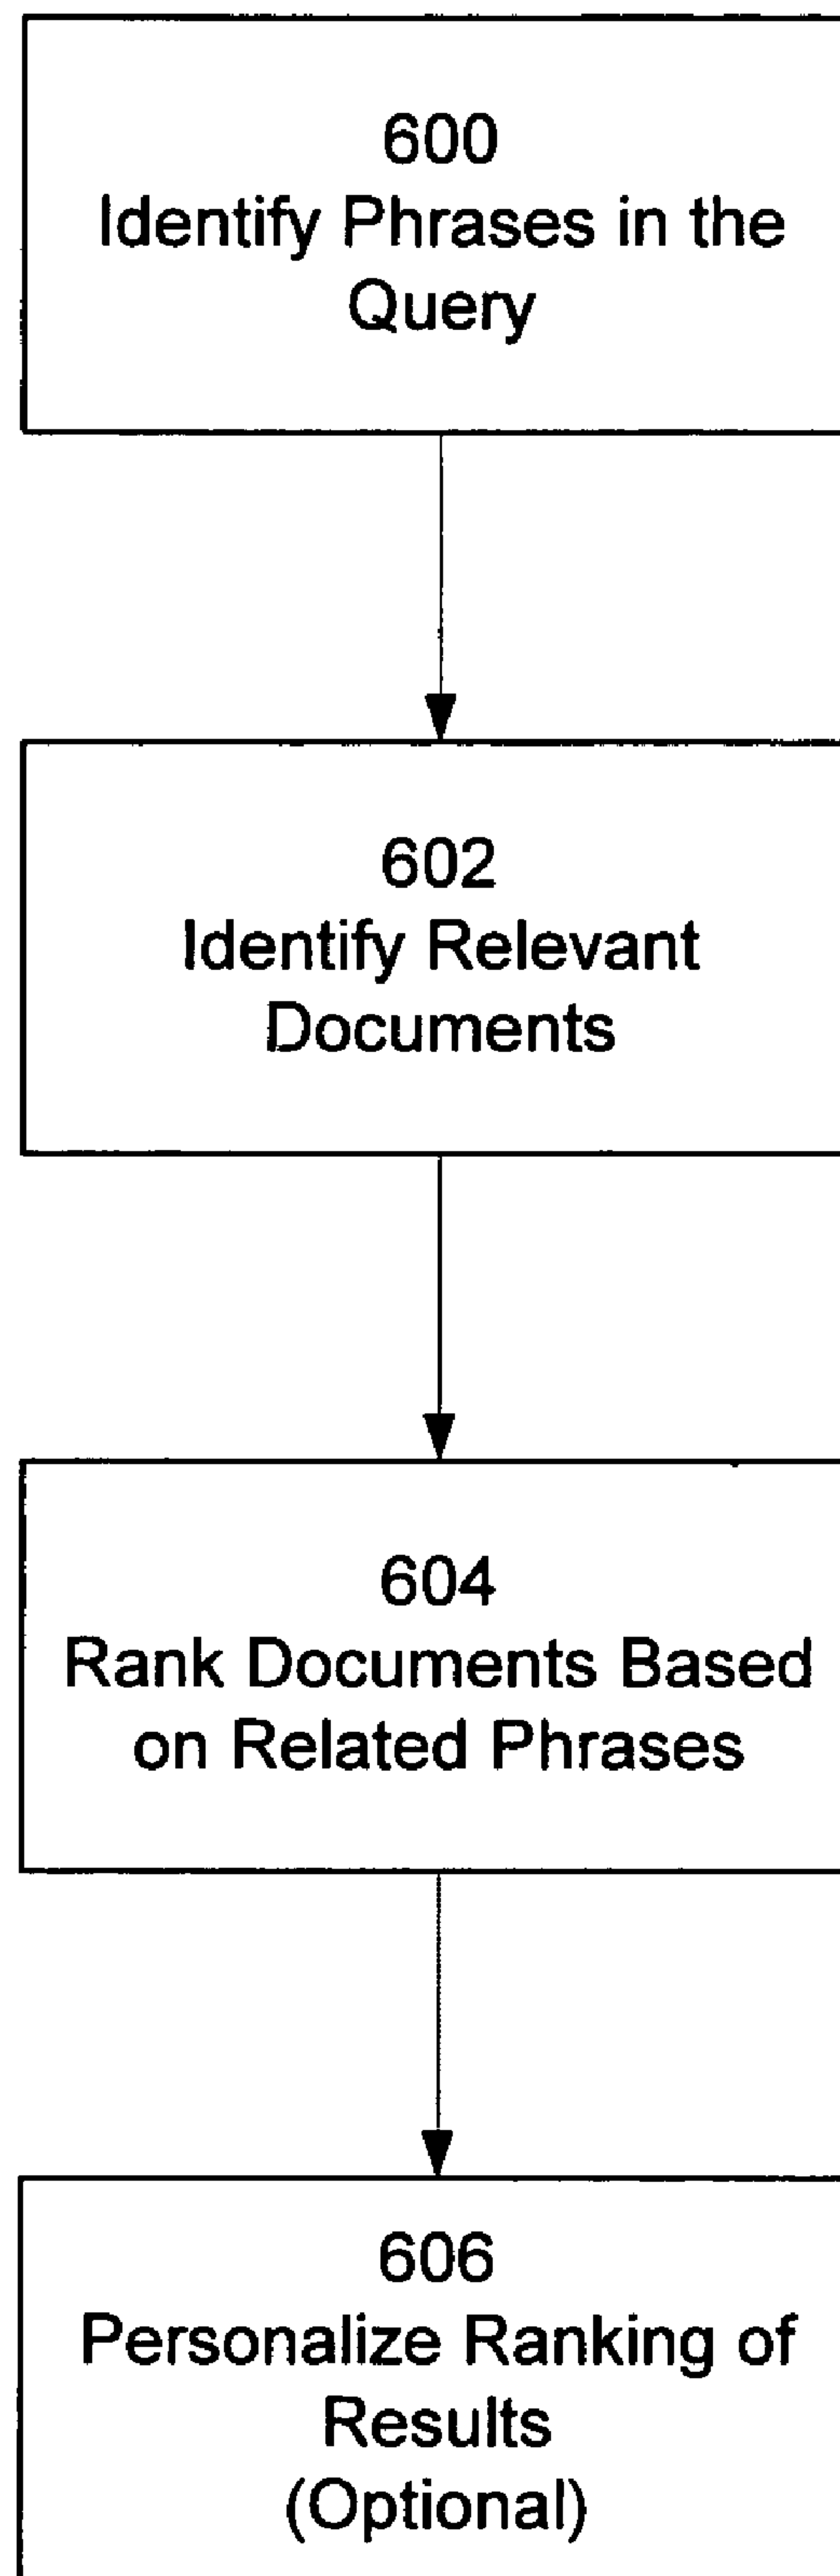 600
Identify Phrases in the
Query
602
Identify Relevant
Documents
604
Rank Documents Based
on Related Phrases
606
Personalize Ranking of
Results
(Optional)